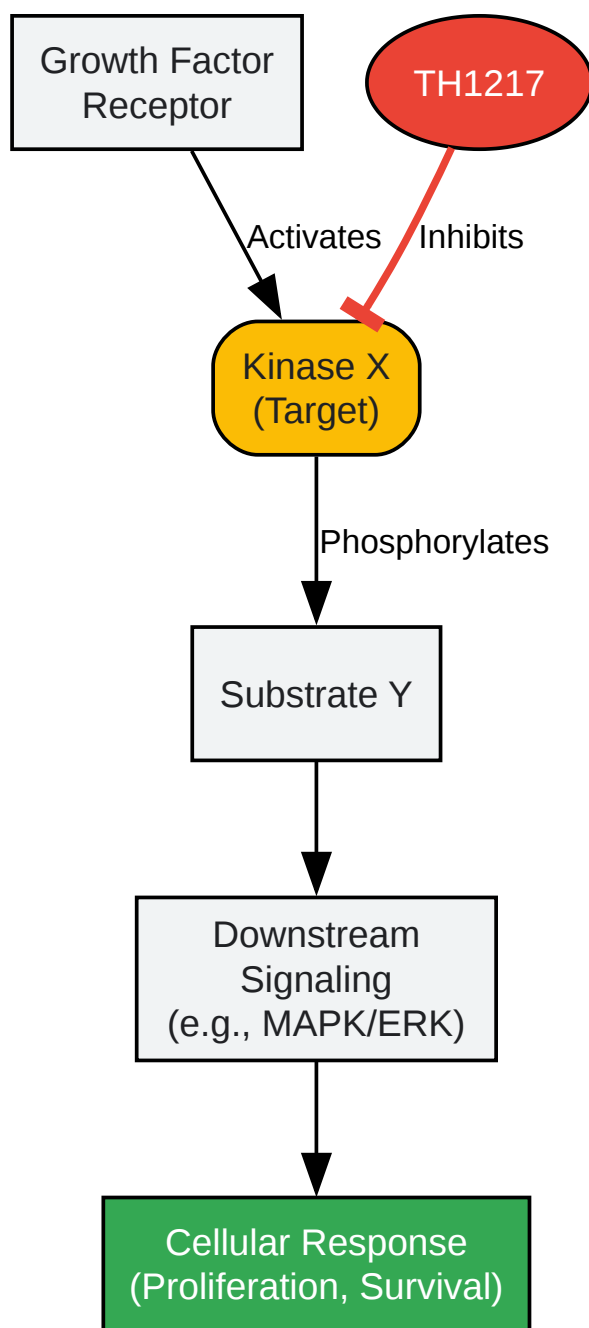 Growth Factor
Receptor
TH1217
Activates
Inhibits
Kinase X
(Target)
Phosphorylates
Substrate Y
Downstream
Signaling
(e.g., MAPK/ERK)
Cellular Response
(Proliferation, Survival)